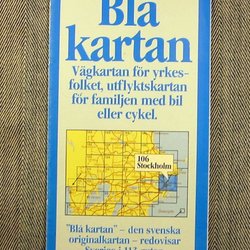 Blå
kartan
Vägkartan för yrkes-
folket, utflyktskartan
för familjen med bil
eller cykel.
106
Stockholm
"Blå kartan" – den svenska
originalkartan – redovisar